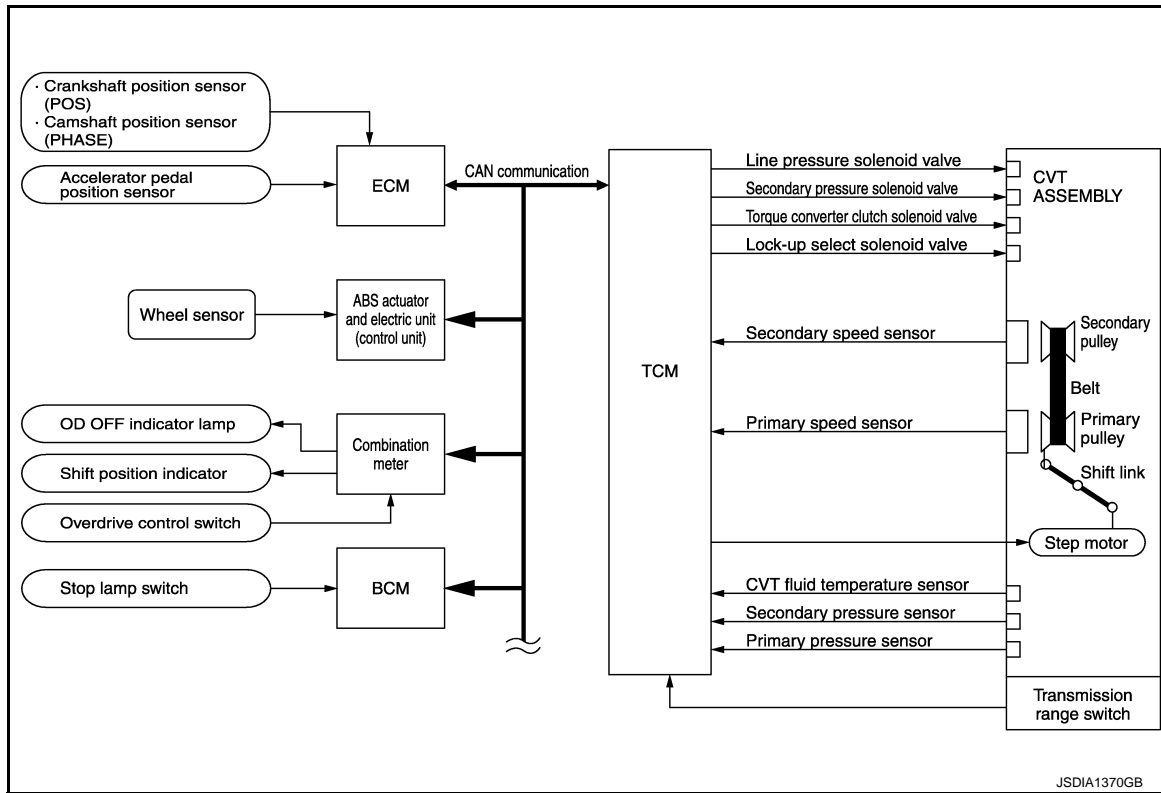 · Crankshaft position sensor
(POS)
· Camshaft position sensor
(PHASE)
Accelerator pedal
position sensor
ECM
CAN communication
Wheel sensor
ABS actuator
and electric unit
(control unit)
OD OFF indicator lamp
Shift position indicator
Overdrive control switch
Combination
meter
Stop lamp switch
BCM
TCM
Line pressure solenoid valve
Secondary pressure solenoid valve
Torque converter clutch solenoid valve
Lock-up select solenoid valve
Secondary speed sensor
Primary speed sensor
CVT fluid temperature sensor
Secondary pressure sensor
Primary pressure sensor
CVT
ASSEMBLY
Secondary
pulley
Belt
Primary
pulley
Shift link
Step motor
Transmission
range switch
JSDIA1370GB